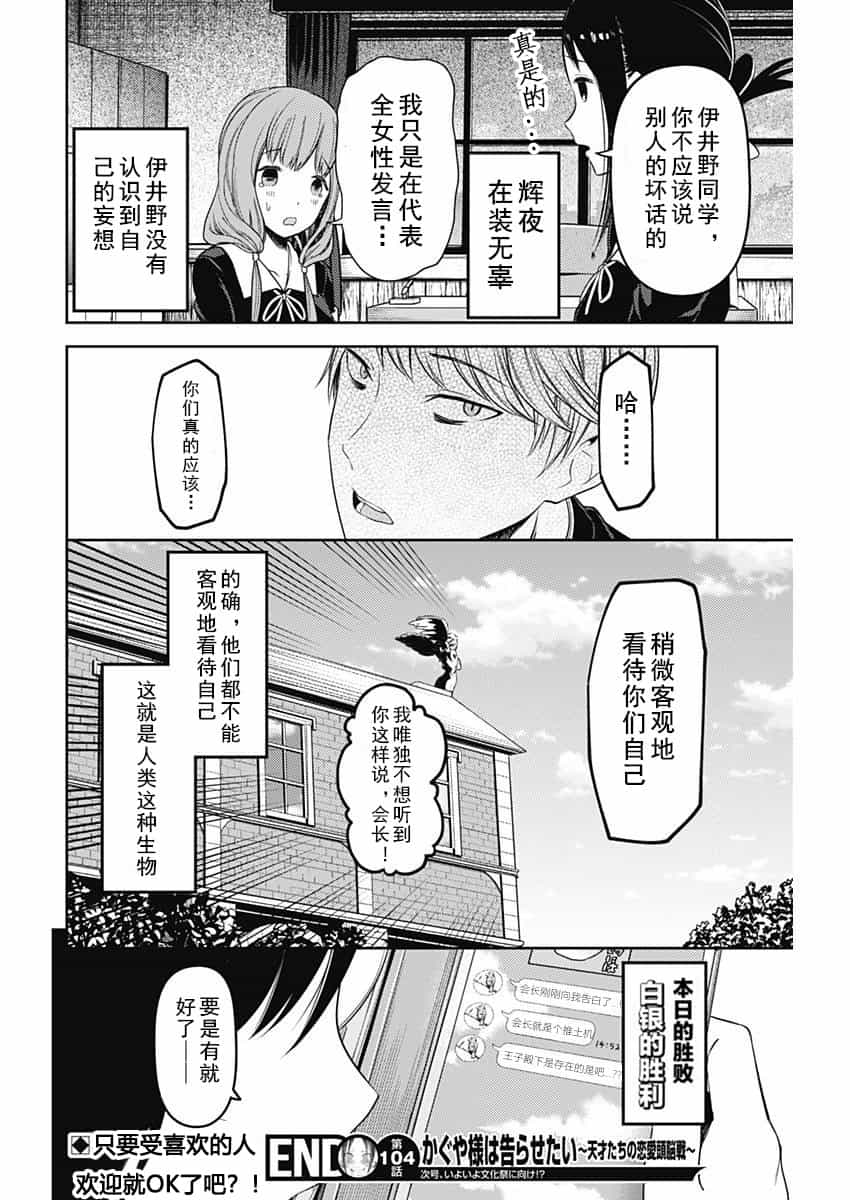 伊井野同学，
你不应该说
别人的坏话的
真是的…
辉夜
在装无辜
我只是在代表
全女性发言…
伊井野没有
认识到自
己的妄想
哈……
你们真的应该…
稍微客观地
看待你们自己
我唯独不想听到
你这样说，会长！
的确，他们都不能
客观地看待自己
这就是人类这种生物
本日的胜败
白银的胜利
会长刚刚向我告白了…
会长就是个推土机
14:52
王子殿下是存在的是吧…??
要是有就
好了——
◆只要受喜欢的人
欢迎就OK了吧？！
END
第104話
かぐや様は告らせたい～天才たちの恋愛頭脳戦～
次号、いよいよ文化祭に向け!?